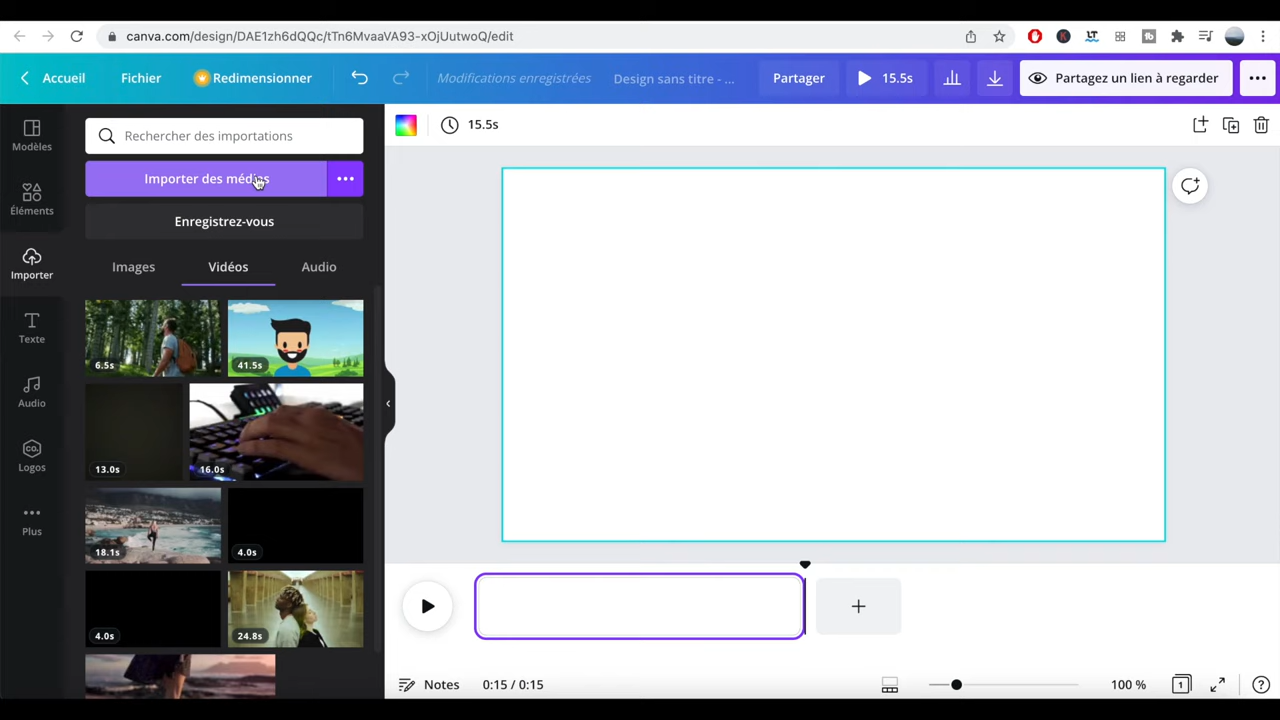 canva.com/design/DAE1zh6dQQc/tTn6MvaaVA93-xOjUutwoQ/edit
Accueil
Fichier
Redimensionner
Modifications enregistrées
Design sans titre - ...
Partager
15.5s
Partagez un lien à regarder
Modèles
Éléments
Importer
Texte
Audio
CO.
Logos
Plus
Rechercher des importations
Importer des médias
Enregistrez-vous
Images
Vidéos
Audio
6.5s
41.5s
13.0s
16.0s
18.1s
4.0s
4.0s
24.8s
15.5s
Notes
0:15 / 0:15
100 %
1